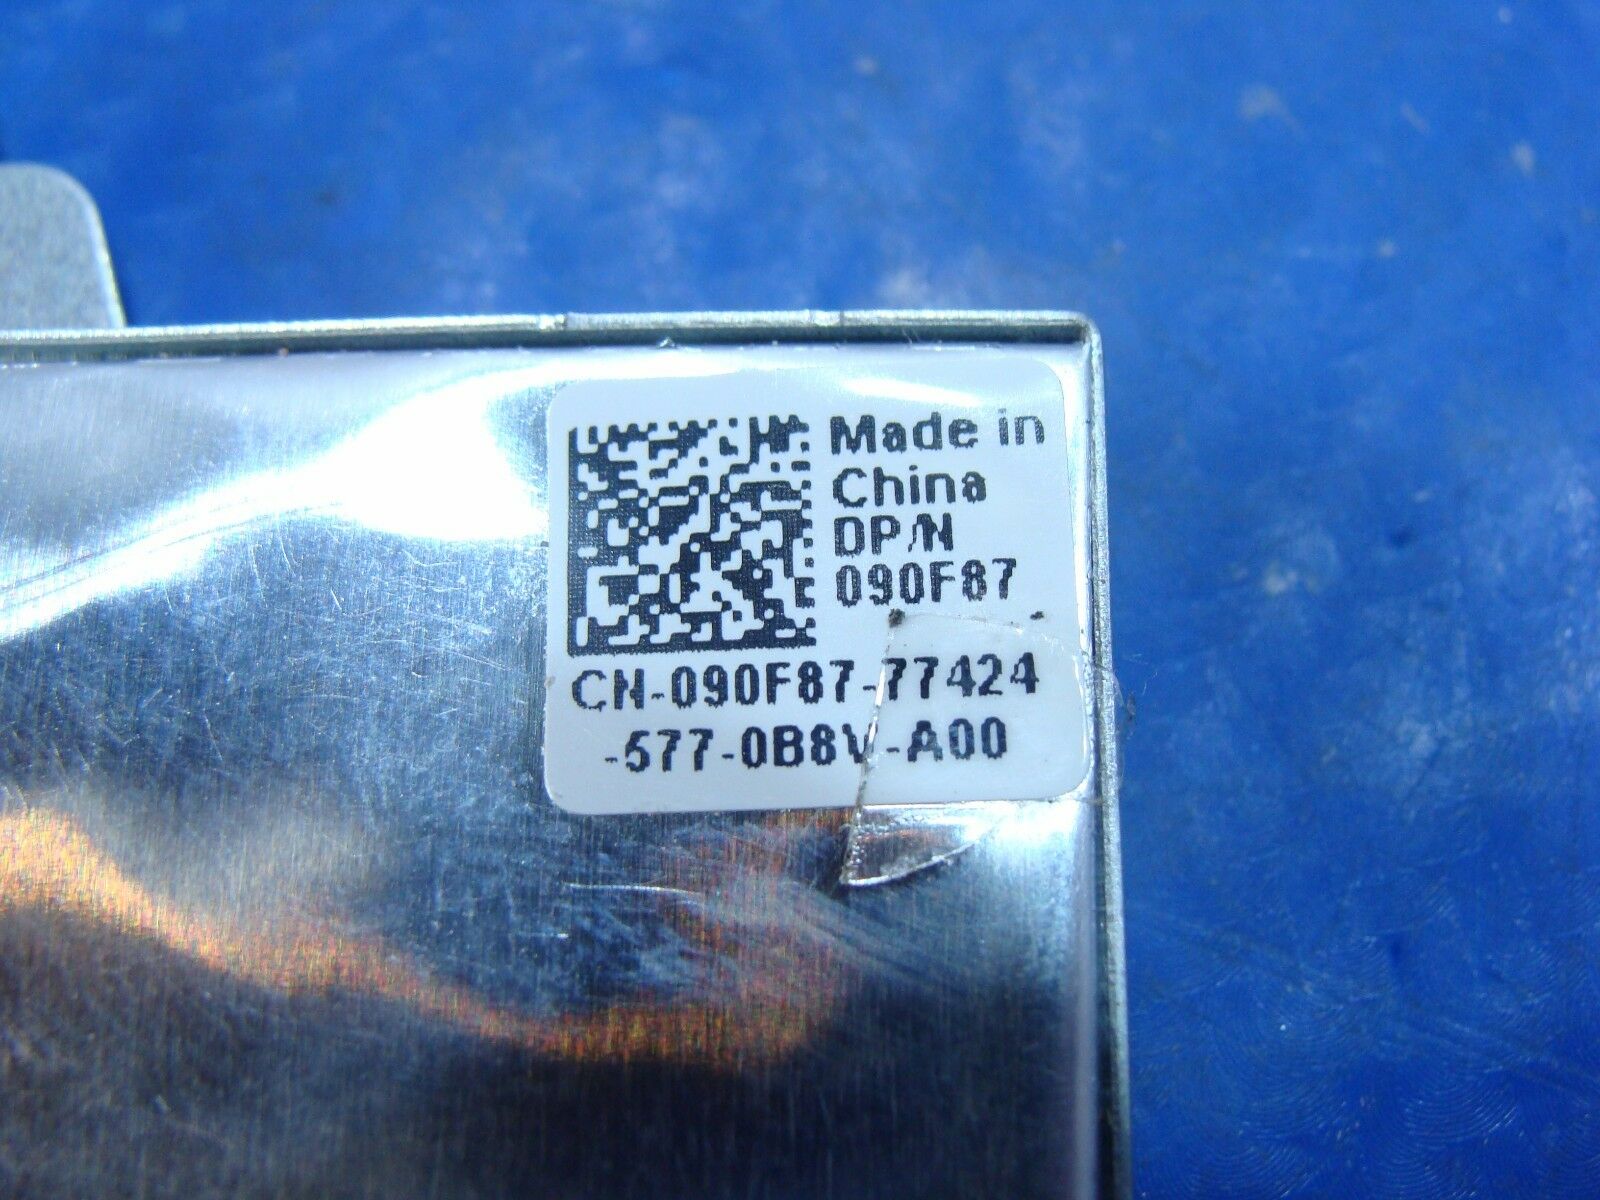 Made in
China
DP/N
090F87
CN-090F87-77424
-577-0B8V-A00